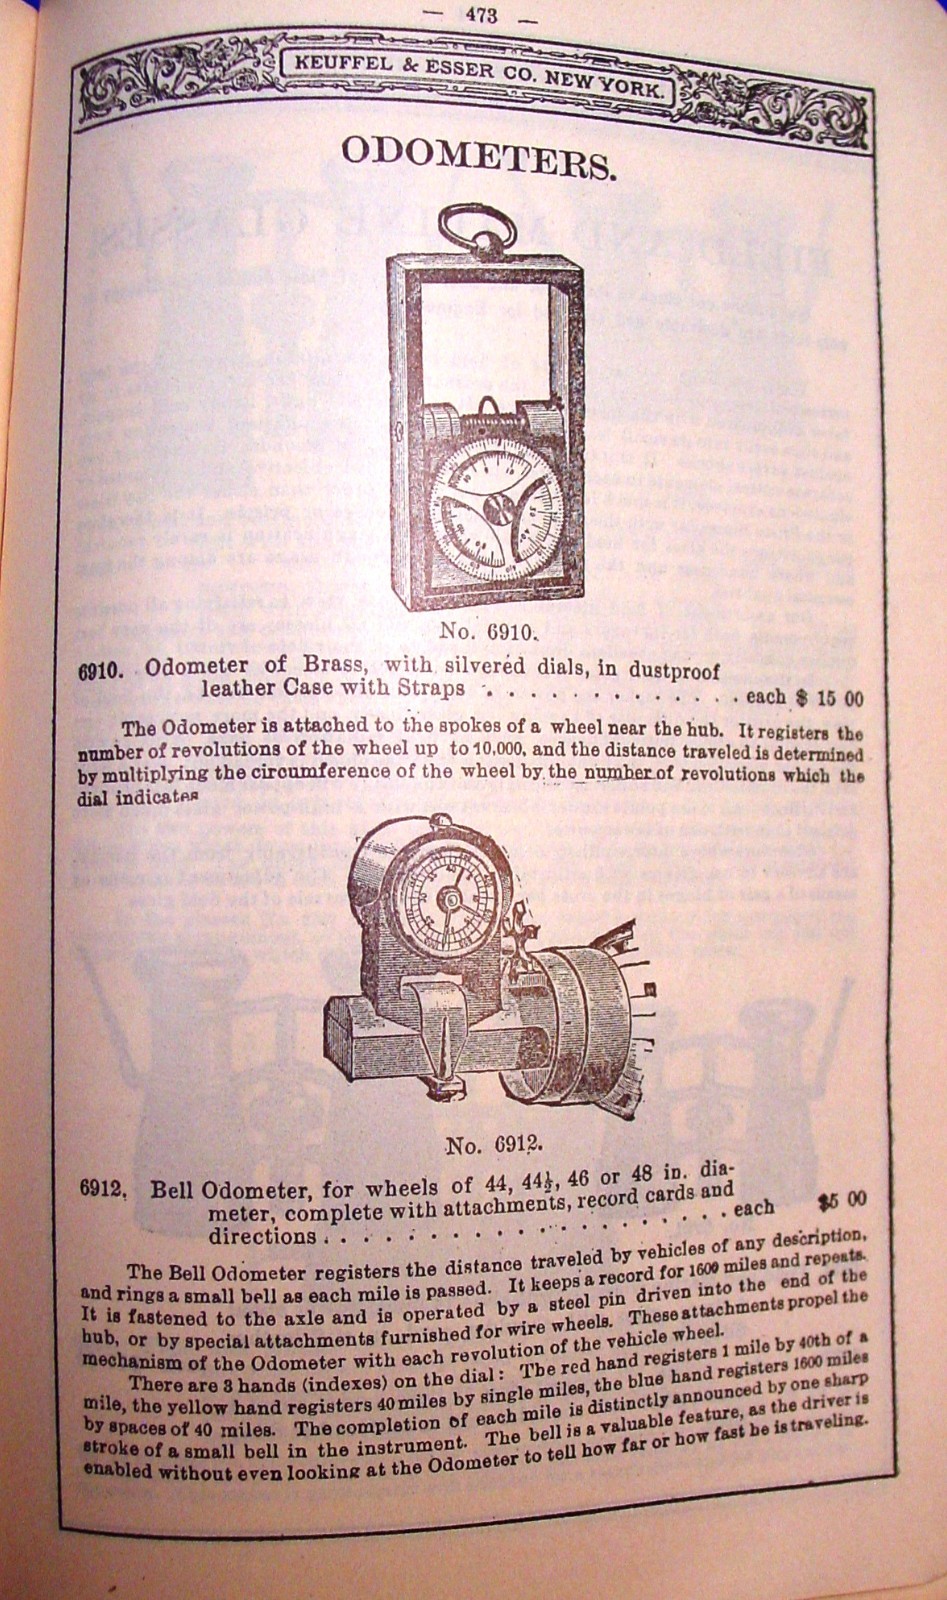 — 473 —
KEUFFEL & ESSER CO. NEW YORK.
ODOMETERS.
No. 6910.
6910. Odometer of Brass, with silvered dials, in dustproof
leather Case with Straps . . . . . . . . . . . . . each $ 15 00
The Odometer is attached to the spokes of a wheel near the hub. It registers the
number of revolutions of the wheel up to 10,000, and the distance traveled is determined
by multiplying the circumference of the wheel by the number of revolutions which the
dial indicates
No. 6912.
6912. Bell Odometer, for wheels of 44, 44½, 46 or 48 in. dia-
meter, complete with attachments, record cards and
directions . . . . . . . . . . . . . . . each $5 00
The Bell Odometer registers the distance traveled by vehicles of any description,
and rings a small bell as each mile is passed. It keeps a record for 1600 miles and repeats.
It is fastened to the axle and is operated by a steel pin driven into the end of the
hub, or by special attachments furnished for wire wheels. These attachments propel the
mechanism of the Odometer with each revolution of the vehicle wheel.
There are 3 hands (indexes) on the dial: The red hand registers 1 mile by 40th of a
mile, the yellow hand registers 40 miles by single miles, the blue hand registers 1600 miles
by spaces of 40 miles. The completion of each mile is distinctly announced by one sharp
stroke of a small bell in the instrument. The bell is a valuable feature, as the driver is
enabled without even looking at the Odometer to tell how far or how fast he is traveling.